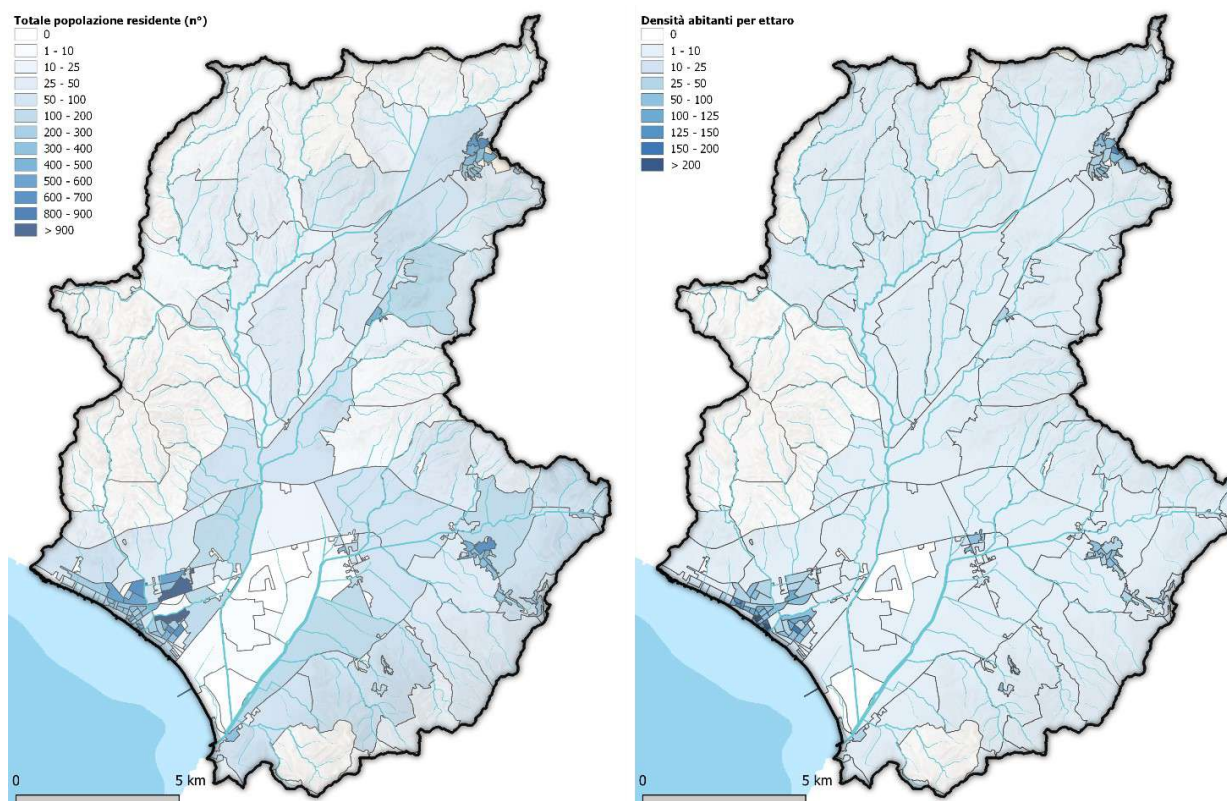 Totale popolazione residente (n°)
0
1 - 10
10 - 25
25 - 50
50 - 100
100 - 200
200 - 300
300 - 400
400 - 500
500 - 600
600 - 700
800 - 900
> 900
0
5 km
Densità abitanti per ettaro
0
1 - 10
10 - 25
25 - 50
50 - 100
100 - 125
125 - 150
150 - 200
> 200
0
5 km